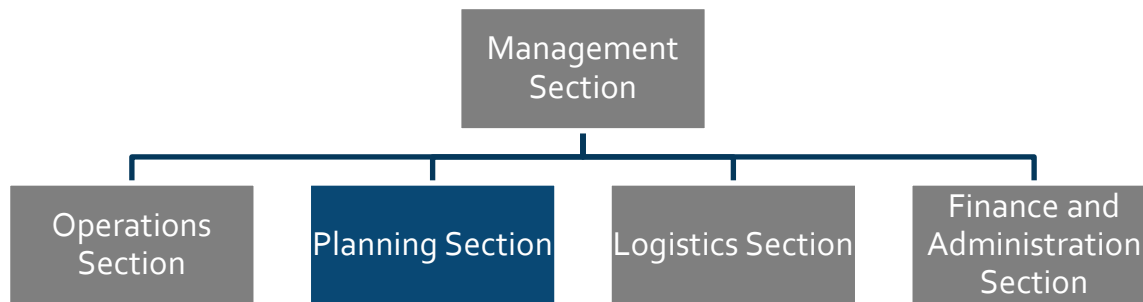 Management
Section
Operations
Section
Planning Section
Logistics Section
Finance and
Administration
Section